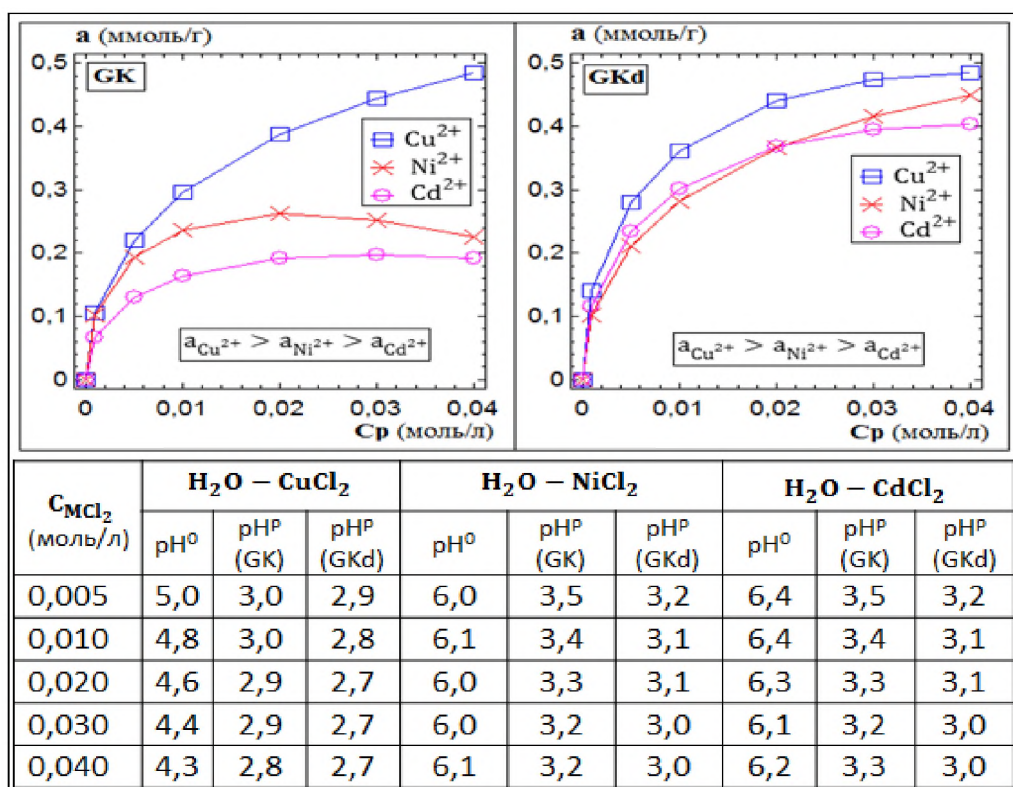 a (ммоль/г)
0,5
GK
Cu²⁺
0,4
Ni²⁺
Cd²⁺
0,3
0,2
0,1
a_Cu²⁺ > a_Ni²⁺ > a_Cd²⁺
0
0 0,01 0,02 0,03 0,04
Cp (моль/л)
a (ммоль/г)
0,5
GKd
0,4
Cu²⁺
0,3
Ni²⁺
Cd²⁺
0,2
0,1
a_Cu²⁺ > a_Ni²⁺ > a_Cd²⁺
0
0 0,01 0,02 0,03 0,04
Cp (моль/л)
C_MCl₂ (моль/л) H₂O – CuCl₂ H₂O – NiCl₂ H₂O – CdCl₂
pH⁰ pHᴾ (GK) pHᴾ (GKd) pH⁰ pHᴾ (GK) pHᴾ (GKd) pH⁰ pHᴾ (GK) pHᴾ (GKd)
0,005 5,0 3,0 2,9 6,0 3,5 3,2 6,4 3,5 3,2
0,010 4,8 3,0 2,8 6,1 3,4 3,1 6,4 3,4 3,1
0,020 4,6 2,9 2,7 6,0 3,3 3,1 6,3 3,3 3,1
0,030 4,4 2,9 2,7 6,0 3,2 3,0 6,1 3,2 3,0
0,040 4,3 2,8 2,7 6,1 3,2 3,0 6,2 3,3 3,0